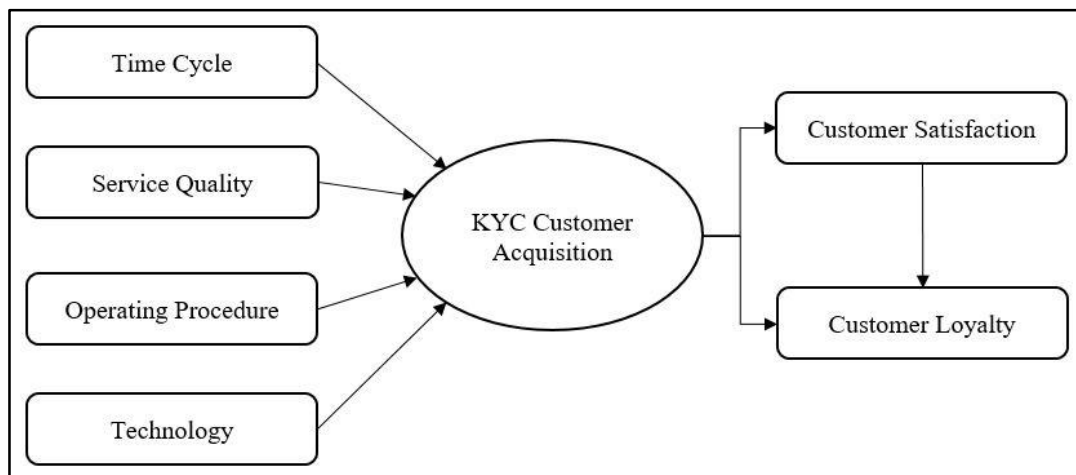 Time Cycle
Service Quality
Operating Procedure
Technology
KYC Customer
Acquisition
Customer Satisfaction
Customer Loyalty